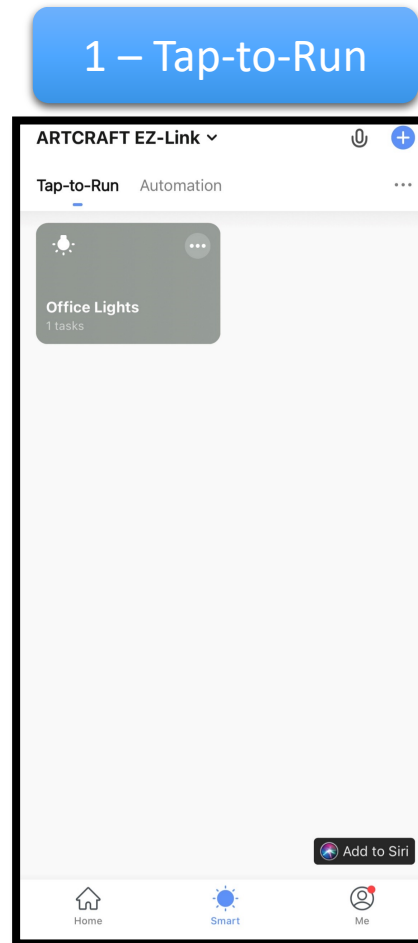 1 – Tap-to-Run
ARTCRAFT EZ-Link
Tap-to-Run Automation
Office Lights
1 tasks
Add to Siri
Home Smart Me